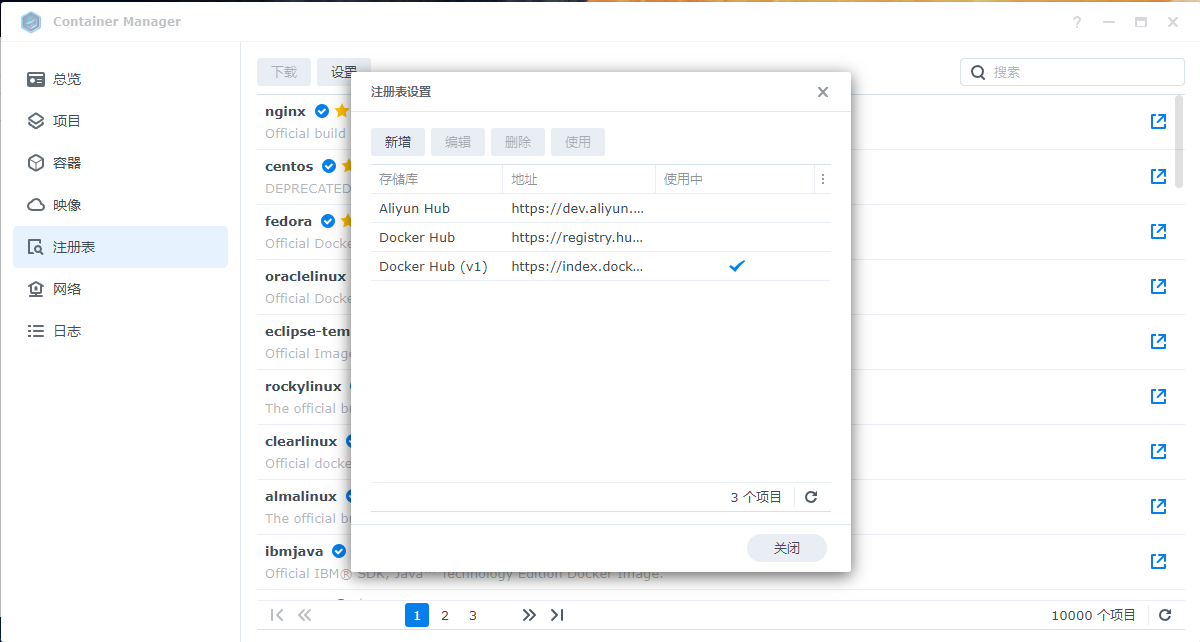 Container Manager
?
总览
项目
容器
映像
注册表
网络
日志
下载
设置
搜索
nginx
Official build
centos
DEPRECATED
fedora
Official Docke
oraclelinux
Official Docke
eclipse-tem
Official Image
rockylinux
The official bu
clearlinux
Official docke
almalinux
The official bu
ibmjava
Official IBM® SDK, Java™ Technology Edition Docker Image.
注册表设置
新增 编辑 删除 使用
存储库 地址 使用中
Aliyun Hub https://dev.aliyun....
Docker Hub https://registry.hu...
Docker Hub (v1) https://index.dock...
3 个项目
关闭
1 2 3
10000 个项目